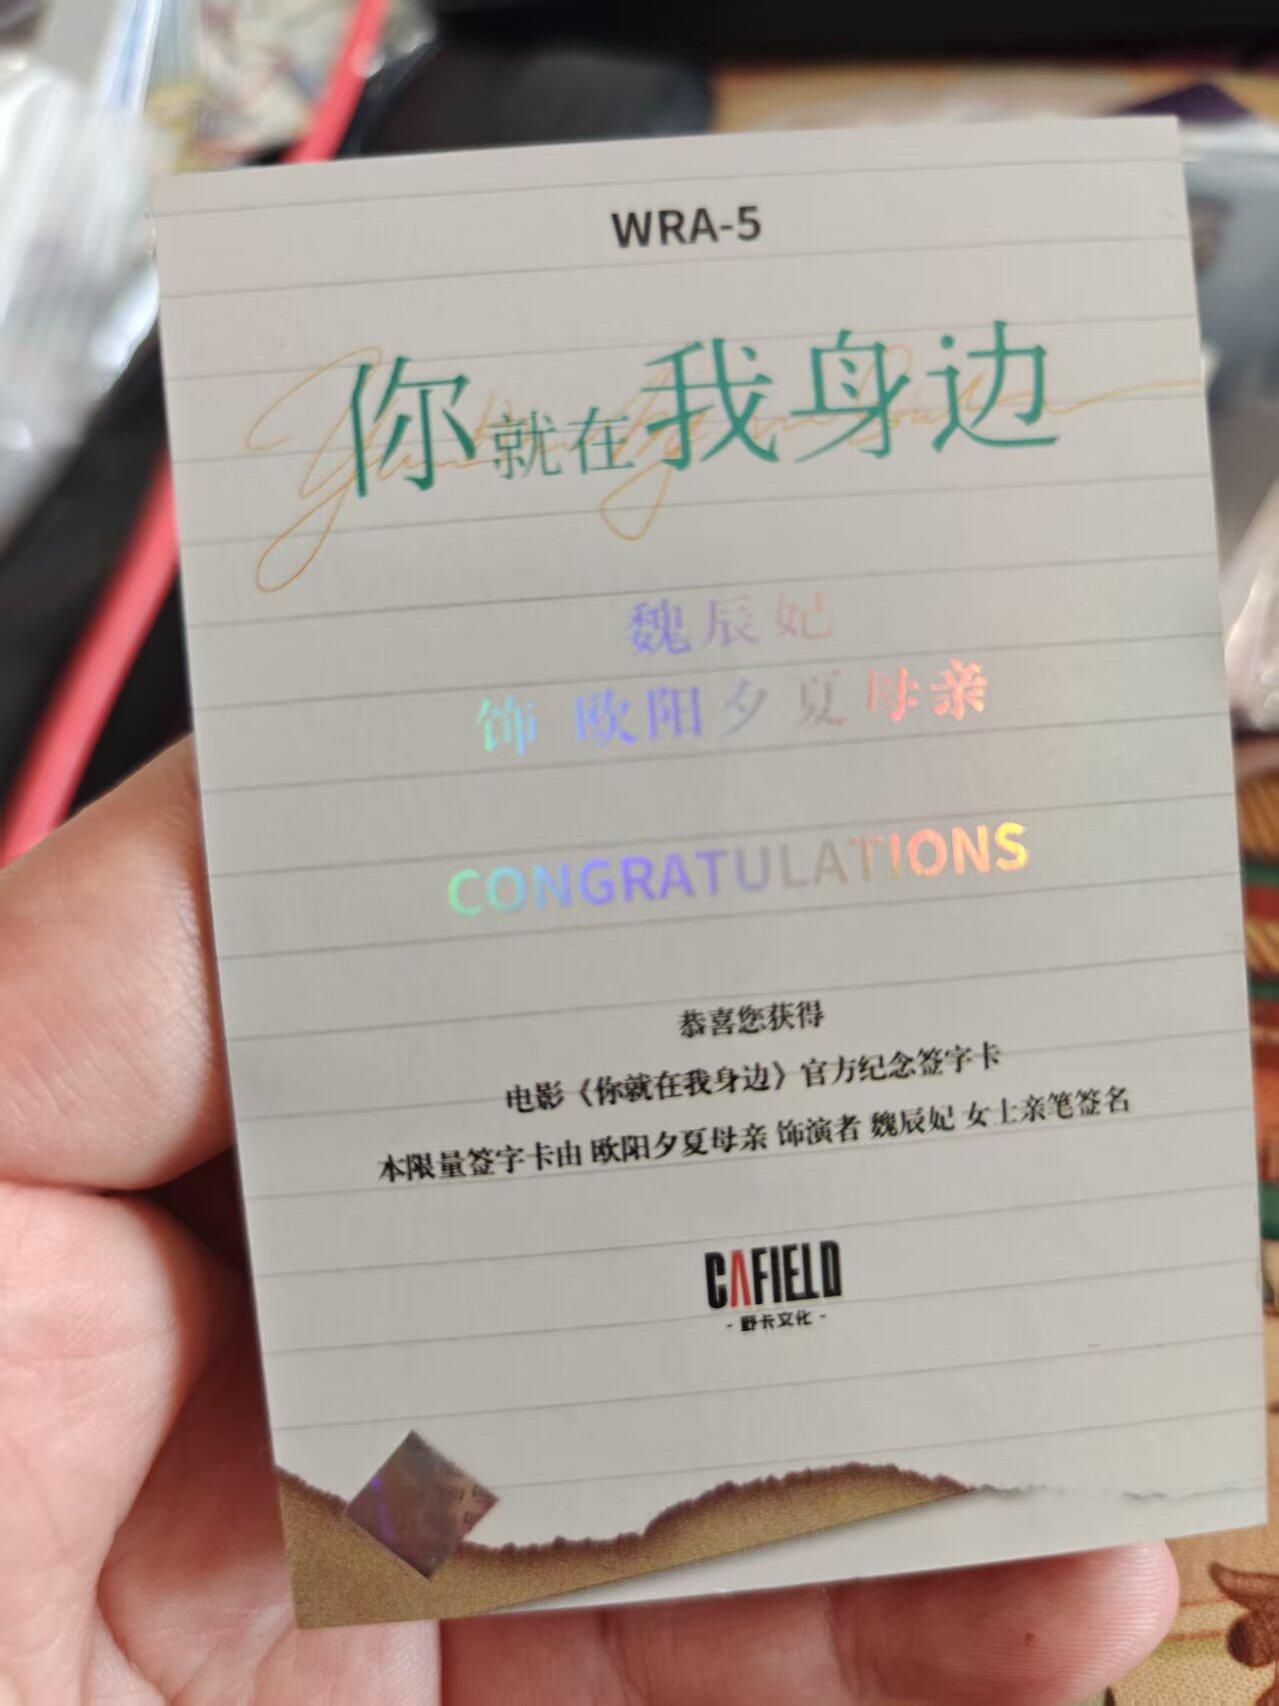 WRA-5
你就在我身边
魏辰妃
饰 欧阳夕夏母亲
CONGRATULATIONS
恭喜您获得
电影《你就在我身边》官方纪念签字卡
本限量签字卡由 欧阳夕夏母亲 饰演者 魏辰妃 女士亲笔签名
CAFIELD
- 野卡文化 -